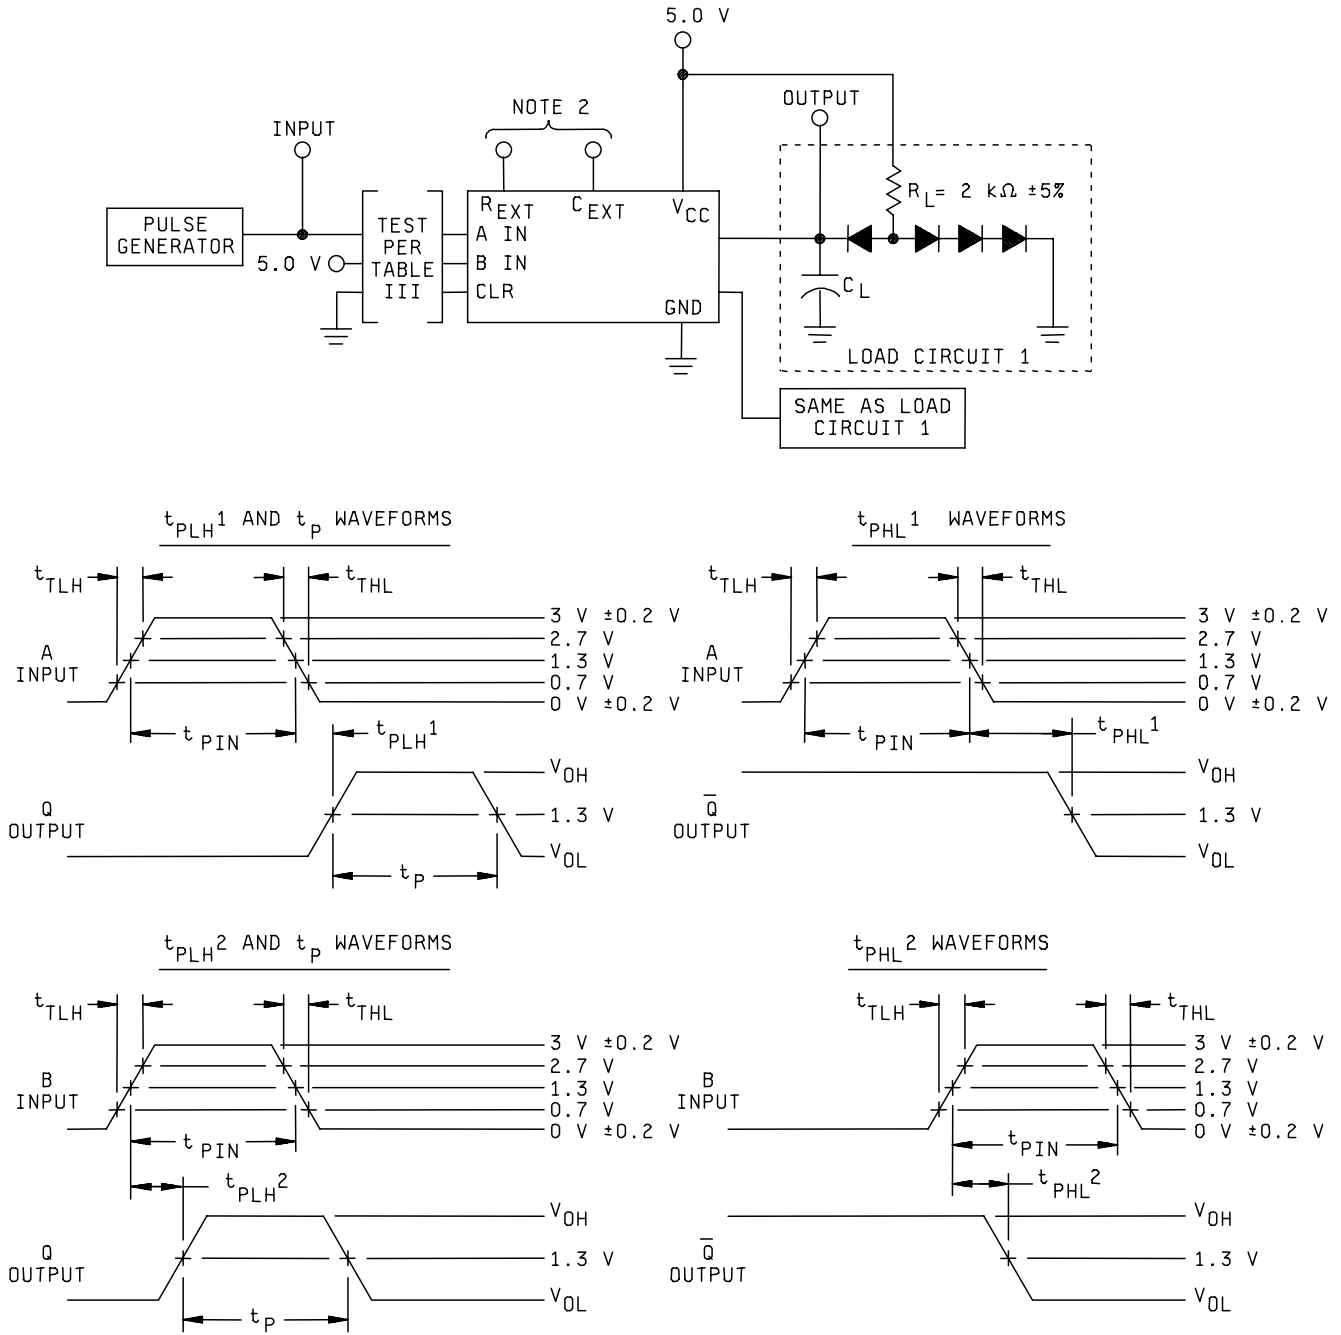 5.0 V
NOTE 2
OUTPUT
INPUT
R_L = 2 kΩ ±5%
R_EXT C_EXT V_CC
PULSE
GENERATOR
TEST
PER
TABLE
III
A IN
5.0 V
B IN
CLR
GND
C_L
LOAD CIRCUIT 1
SAME AS LOAD
CIRCUIT 1
t_PLH1 AND t_P WAVEFORMS
t_TLH
t_THL
3 V ±0.2 V
2.7 V
1.3 V
0.7 V
0 V ±0.2 V
A
INPUT
t_PIN
t_PLH1
V_OH
1.3 V
V_OL
Q
OUTPUT
t_P
t_PHL1 WAVEFORMS
t_TLH
t_THL
3 V ±0.2 V
2.7 V
1.3 V
0.7 V
0 V ±0.2 V
A
INPUT
t_PIN
t_PHL1
V_OH
1.3 V
V_OL
Q̅
OUTPUT
t_PLH2 AND t_P WAVEFORMS
t_TLH
t_THL
3 V ±0.2 V
2.7 V
1.3 V
0.7 V
0 V ±0.2 V
B
INPUT
t_PIN
t_PLH2
V_OH
1.3 V
V_OL
Q
OUTPUT
t_P
t_PHL2 WAVEFORMS
t_TLH
t_THL
3 V ±0.2 V
2.7 V
1.3 V
0.7 V
0 V ±0.2 V
B
INPUT
t_PIN
t_PHL2
V_OH
1.3 V
V_OL
Q̅
OUTPUT